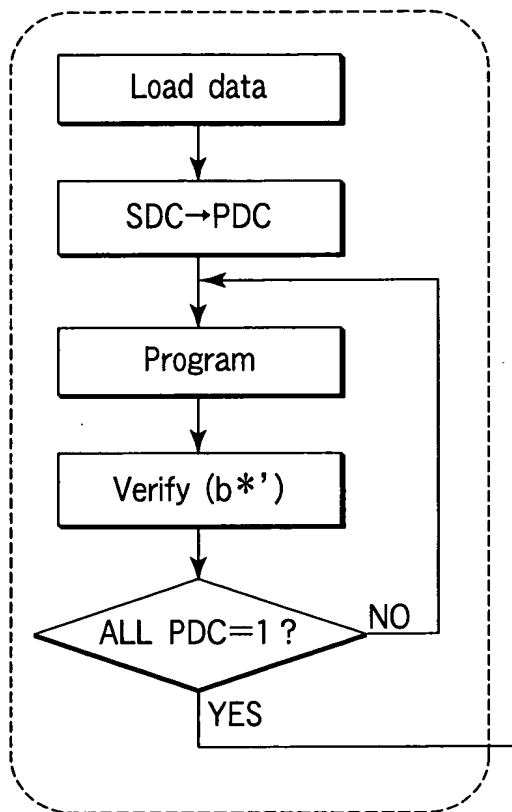 Load data
SDC→PDC
Program
Verify (b*')
ALL PDC=1 ?
NO
YES